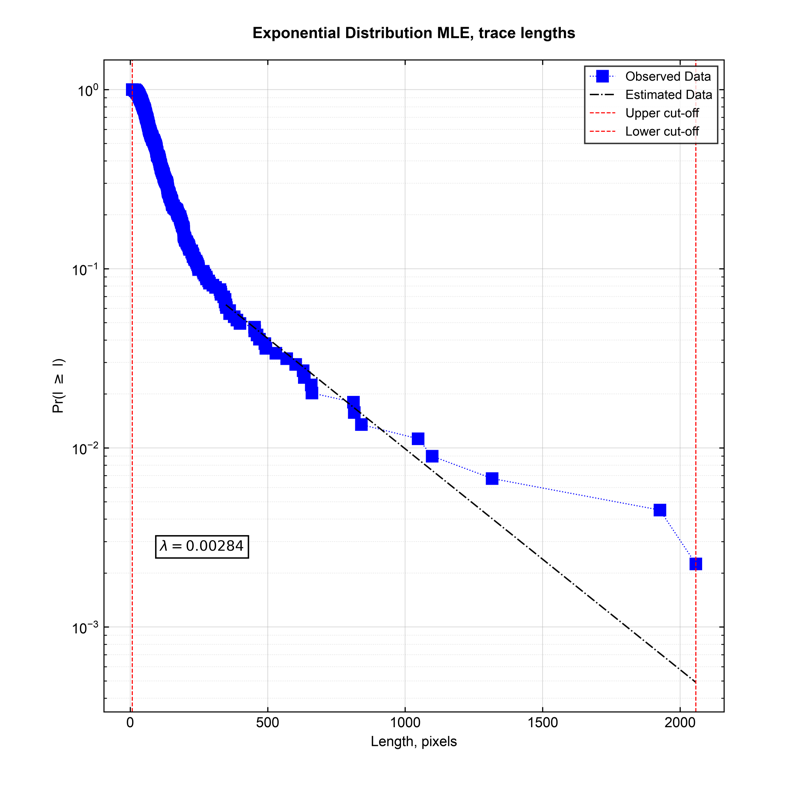 Exponential Distribution MLE, trace lengths
Observed Data
Estimated Data
Upper cut-off
Lower cut-off
10⁰
10⁻¹
10⁻²
10⁻³
Pr(l ≥ l)
λ = 0.00284
0 500 1000 1500 2000
Length, pixels